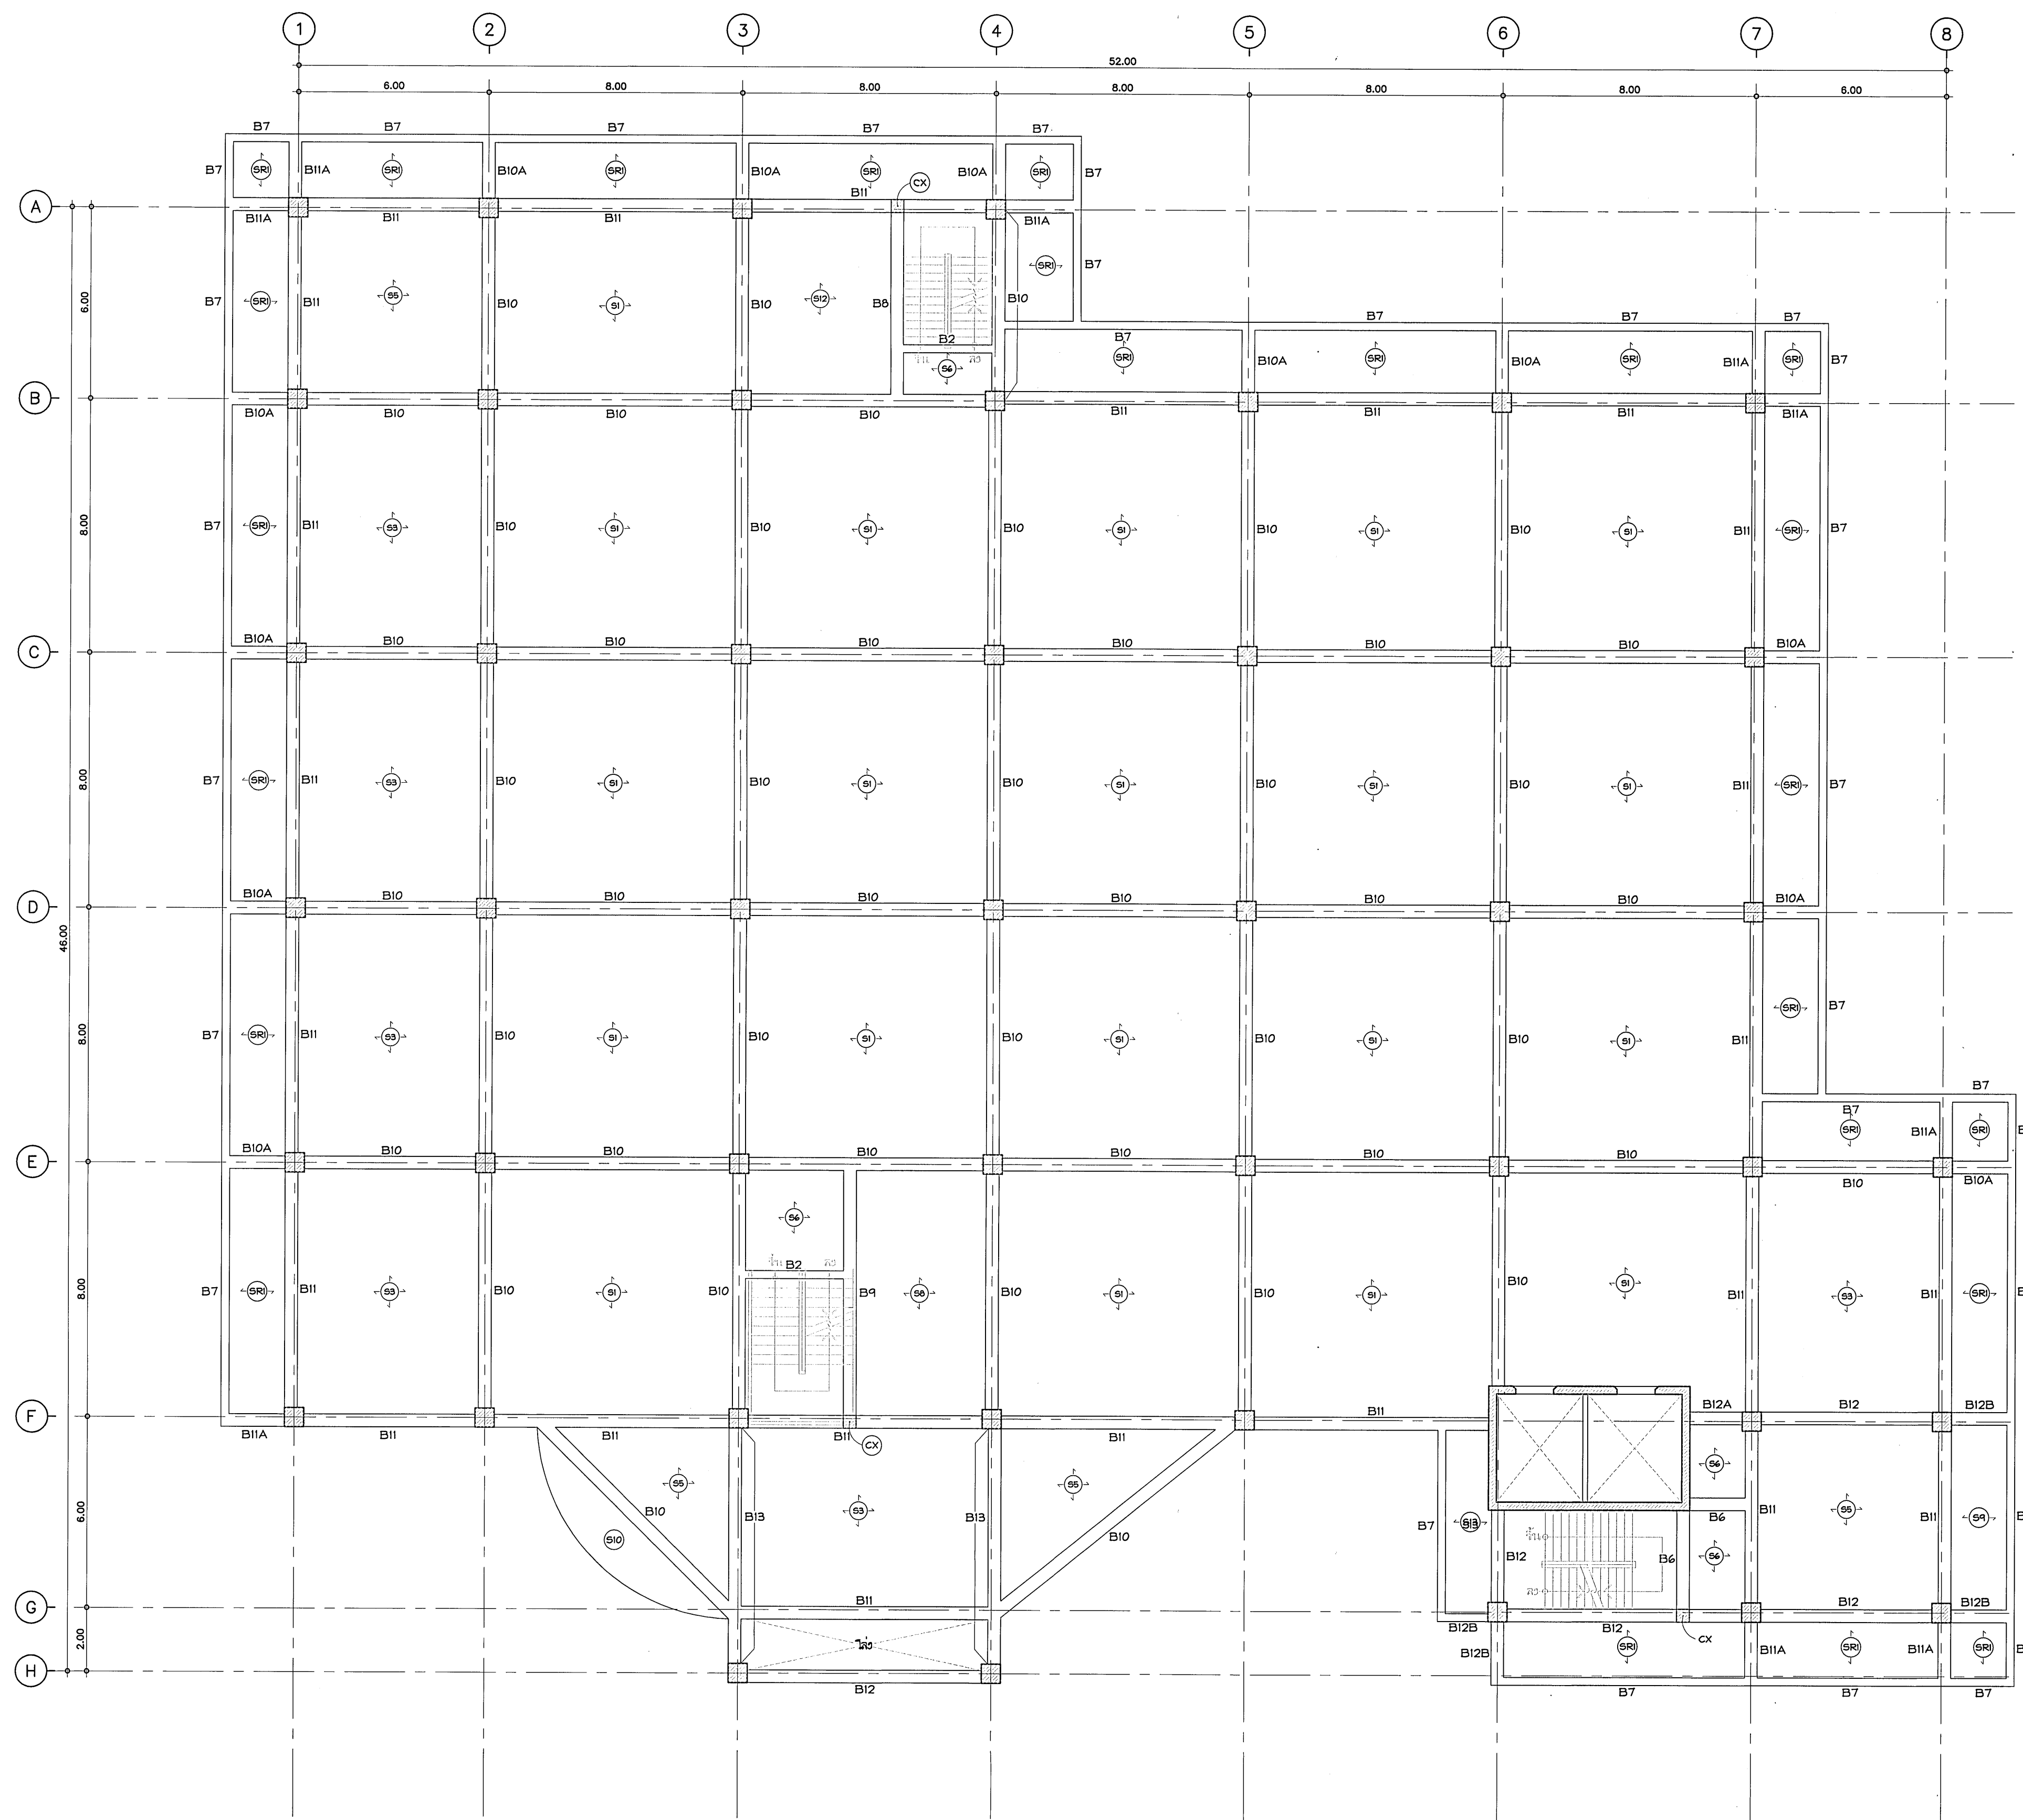 1 2 3 4 5 6 7 8
52.00
6.00 8.00 8.00 8.00 8.00 8.00 6.00
B7 B7 B7 B7 B7
B7 SR1 B11A SR1 B10A SR1 B10A SR1 B10A SR1 B7
B11 CX
A
B11A B11 B11 B11A
SR1 B7
6.00 B7 SR1 B11 S5 B10 S1 B10 S12 B8 B10
B7 B7 B7
B2 B7
S6 SR1 B10A SR1 B10A SR1 B11A SR1 B7
B
B10A B10 B10 B10 B11 B11 B11 B11A
8.00 B7 SR1 B11 S3 B10 S1 B10 S1 B10 S1 B10 S1 B10 S1 B11 SR1 B7
B10A B10 B10 B10 B10 B10 B10 B10A
C
8.00 B7 SR1 B11 S3 B10 S1 B10 S1 B10 S1 B10 S1 B10 S1 B11 SR1 B7
B10A B10 B10 B10 B10 B10 B10 B10A
D
46.00
SR1 B7
8.00 B7 SR1 B11 S3 B10 S1 B10 S1 B10 S1 B10 S1 B10 S1 B11
B7
B7
B11A SR1 SR1
B10A B10 B10 B10 B10 B10 B10
E
B10 B10A
S6
B2
8.00 B7 SR1 B11 S3 B10 S1 B10 B9 S8 B10 S1 B10 S1 B10 S1 B11 S3 B11 SR1
B11 B12A B12 B12B
F
B11A B11 B11 B11 B11
CX
S6
S5 S5
B10 B13 S3 B13 B10 B11 S5 B11 S9
6.00 S10 B7 S13 B6
B12 B6 S6
B11 B12 B12B
G
B12B B12 CX
2.00 โล่ง B12B SR1 B11A SR1 B11A SR1
H
B12 B7 B7 B7